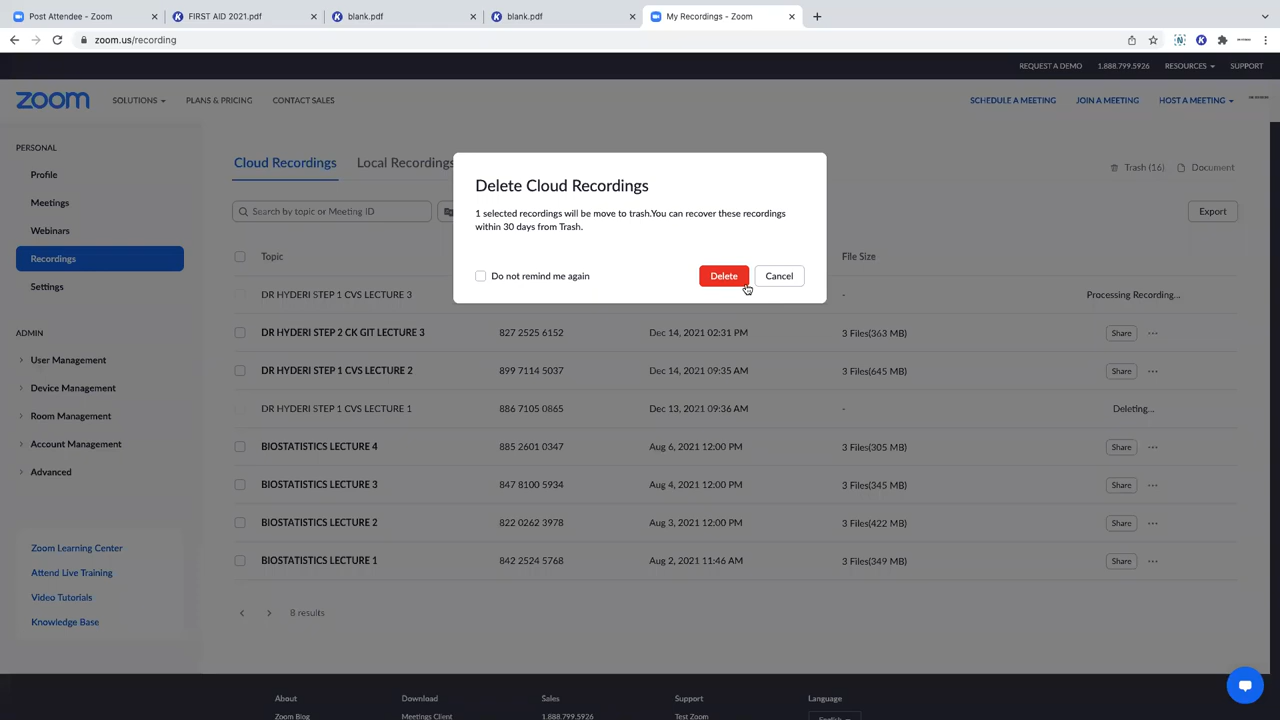 Post Attendee - Zoom
FIRST AID 2021.pdf
blank.pdf
blank.pdf
My Recordings - Zoom
zoom.us/recording
REQUEST A DEMO 1.888.799.5926 RESOURCES SUPPORT
zoom
SOLUTIONS PLANS & PRICING CONTACT SALES
SCHEDULE A MEETING JOIN A MEETING HOST A MEETING
PERSONAL
Profile
Meetings
Webinars
Recordings
Settings
ADMIN
User Management
Device Management
Room Management
Account Management
Advanced
Zoom Learning Center
Attend Live Training
Video Tutorials
Knowledge Base
Cloud Recordings Local Recordings
Trash (16) Document
Search by topic or Meeting ID
Export
Delete Cloud Recordings
1 selected recordings will be move to trash.You can recover these recordings
within 30 days from Trash.
Do not remind me again
Delete Cancel
Topic File Size
DR HYDERI STEP 1 CVS LECTURE 3 - Processing Recording...
DR HYDERI STEP 2 CK GIT LECTURE 3 827 2525 6152 Dec 14, 2021 02:31 PM 3 Files(363 MB) Share
DR HYDERI STEP 1 CVS LECTURE 2 899 7114 5037 Dec 14, 2021 09:35 AM 3 Files(645 MB) Share
DR HYDERI STEP 1 CVS LECTURE 1 886 7105 0865 Dec 13, 2021 09:36 AM - Deleting...
BIOSTATISTICS LECTURE 4 885 2601 0347 Aug 6, 2021 12:00 PM 3 Files(305 MB) Share
BIOSTATISTICS LECTURE 3 847 8100 5934 Aug 4, 2021 12:00 PM 3 Files(345 MB) Share
BIOSTATISTICS LECTURE 2 822 0262 3978 Aug 3, 2021 12:00 PM 3 Files(422 MB) Share
BIOSTATISTICS LECTURE 1 842 2524 5768 Aug 2, 2021 11:46 AM 3 Files(349 MB) Share
8 results
About Download Sales Support Language
Zoom Blog Meetings Client 1.888.799.5926 Test Zoom English